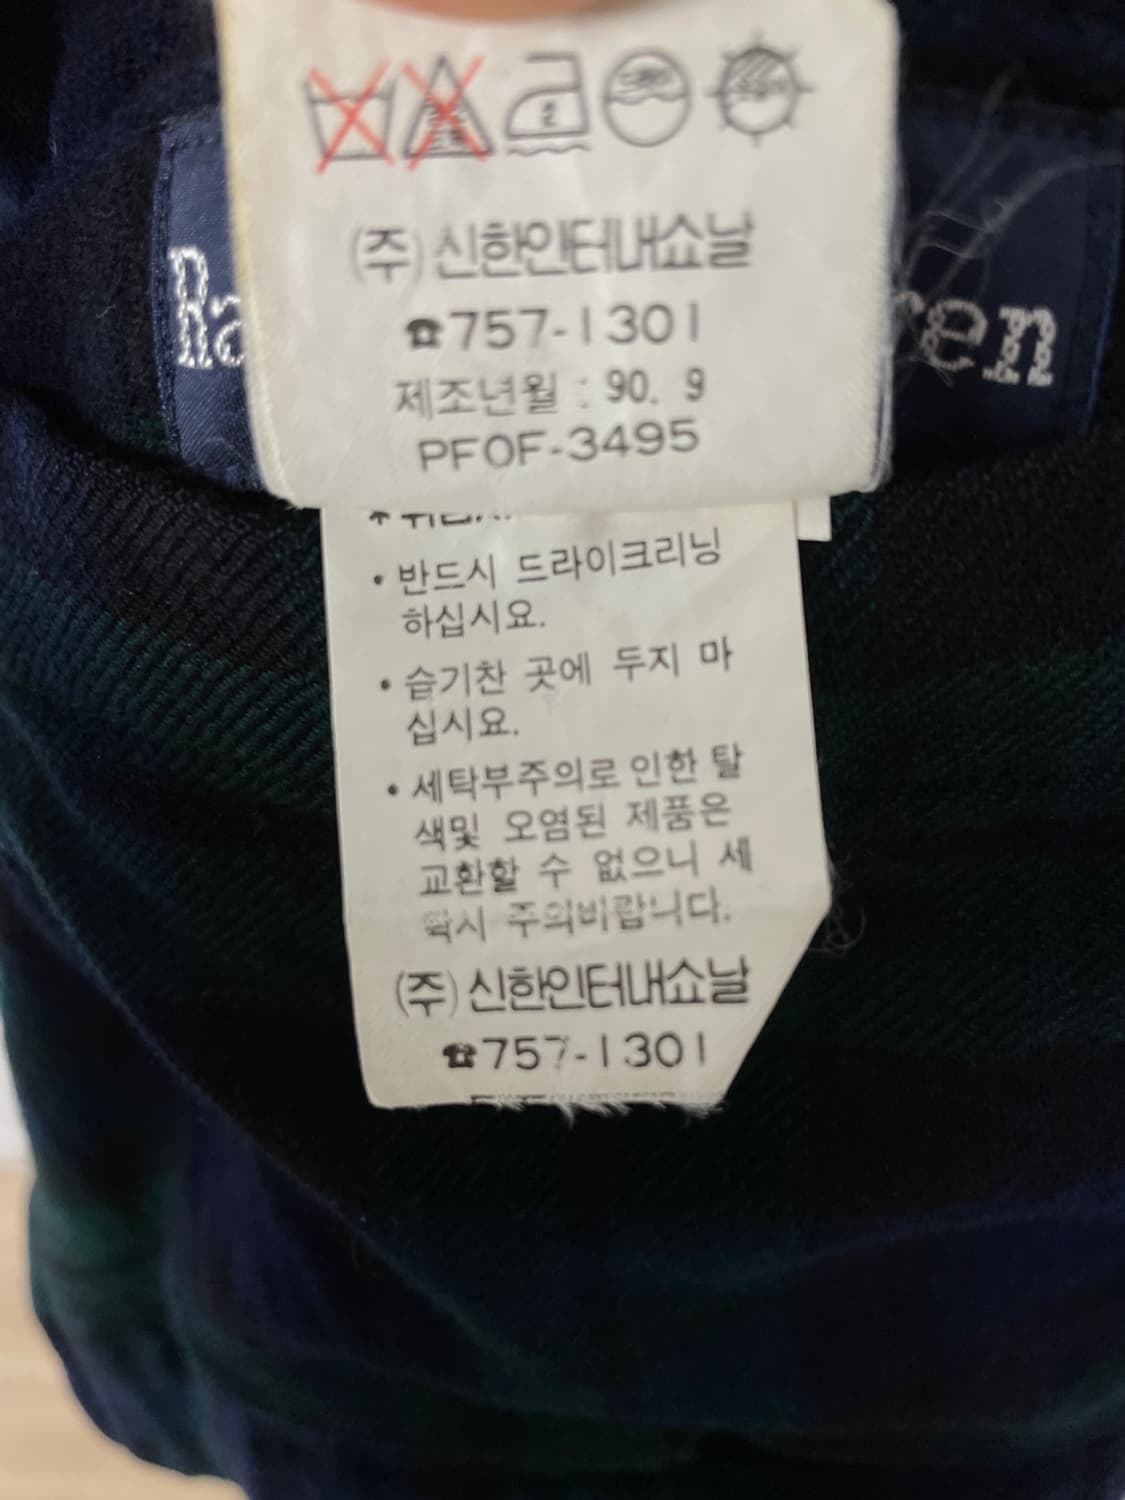 (주) 신한인터내쇼날
☎757-1301
제조년월 : 90. 9
PFOF-3495
• 반드시 드라이크리닝
하십시요.
• 습기찬 곳에 두지 마
십시요.
• 세탁부주의로 인한 탈
색및 오염된 제품은
교환할 수 없으니 세
탁시 주의바랍니다.
(주) 신한인터내쇼날
☎757-1301